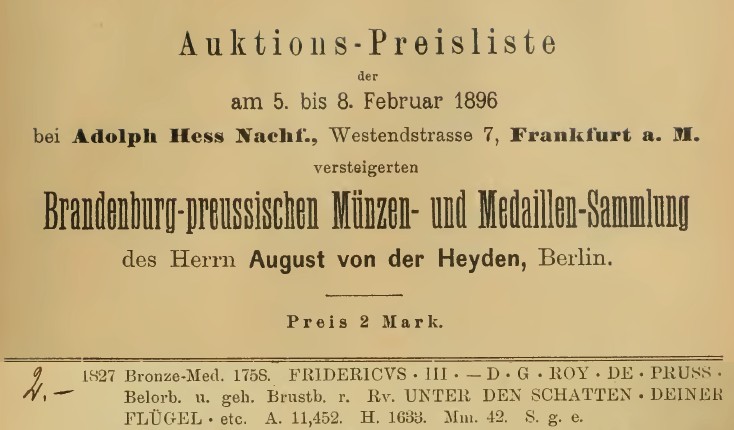 Auktions-Preisliste
der
am 5. bis 8. Februar 1896
bei Adolph Hess Nachf., Westendstrasse 7, Frankfurt a. M.
versteigerten
Brandenburg-preussischen Münzen- und Medaillen-Sammlung
des Herrn August von der Heyden, Berlin.
Preis 2 Mark.
2.— 1827 Bronze-Med. 1758. FRIDERICVS · III · — D · G · ROY · DE · PRUSS ·
Belorb. u. geh. Brustb. r. Rv. UNTER DEN SCHATTEN · DEINER
FLÜGEL · etc. A. 11,452. H. 1633. Mm. 42. S. g. e.